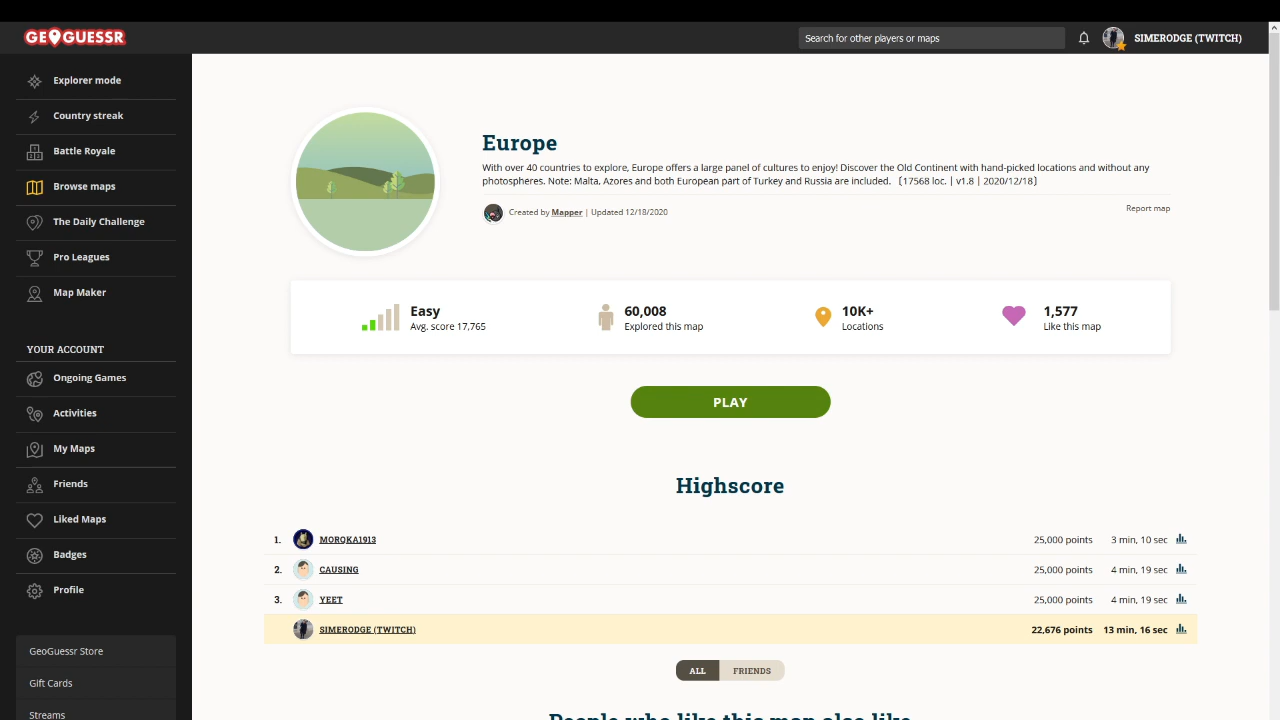 GEOGUESSR
Search for other players or maps
SIMERODGE (TWITCH)
Explorer mode
Country streak
Battle Royale
Browse maps
The Daily Challenge
Pro Leagues
Map Maker
YOUR ACCOUNT
Ongoing Games
Activities
My Maps
Friends
Liked Maps
Badges
Profile
GeoGuessr Store
Gift Cards
Streams
Europe
With over 40 countries to explore, Europe offers a large panel of cultures to enjoy! Discover the Old Continent with hand-picked locations and without any
photospheres. Note: Malta, Azores and both European part of Turkey and Russia are included. 〔17568 loc. | v1.8 | 2020/12/18〕
Created by Mapper | Updated 12/18/2020
Report map
Easy
Avg. score 17,765
60,008
Explored this map
10K+
Locations
1,577
Like this map
PLAY
Highscore
1. MORQKA1913 25,000 points 3 min, 10 sec
2. CAUSING 25,000 points 4 min, 19 sec
3. YEET 25,000 points 4 min, 19 sec
SIMERODGE (TWITCH) 22,676 points 13 min, 16 sec
ALL FRIENDS
People who like this map also like